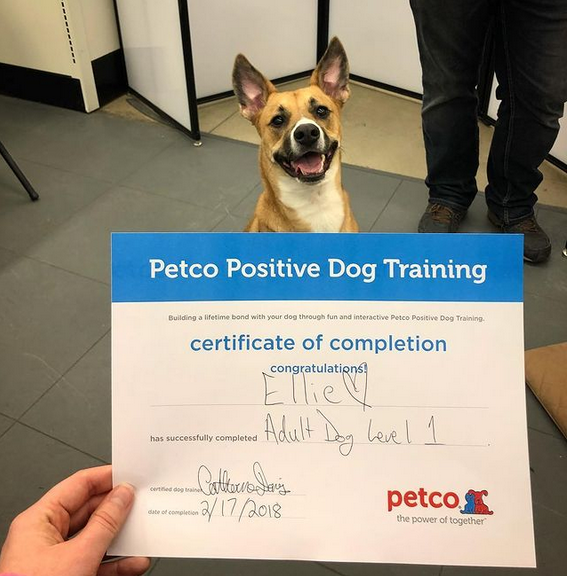 Petco Positive Dog Training
Building a lifetime bond with your dog through fun and interactive Petco Positive Dog Training.
certificate of completion
congratulations!
Ellie
has successfully completed Adult Dog Level 1
certified dog trainer
date of completion 2/17/2018
petco
the power of together